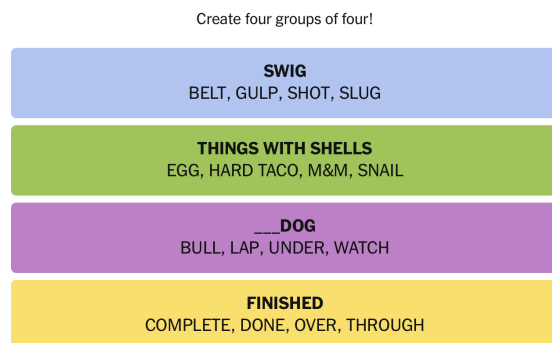 Create four groups of four!
SWIG
BELT, GULP, SHOT, SLUG
THINGS WITH SHELLS
EGG, HARD TACO, M&M, SNAIL
___DOG
BULL, LAP, UNDER, WATCH
FINISHED
COMPLETE, DONE, OVER, THROUGH